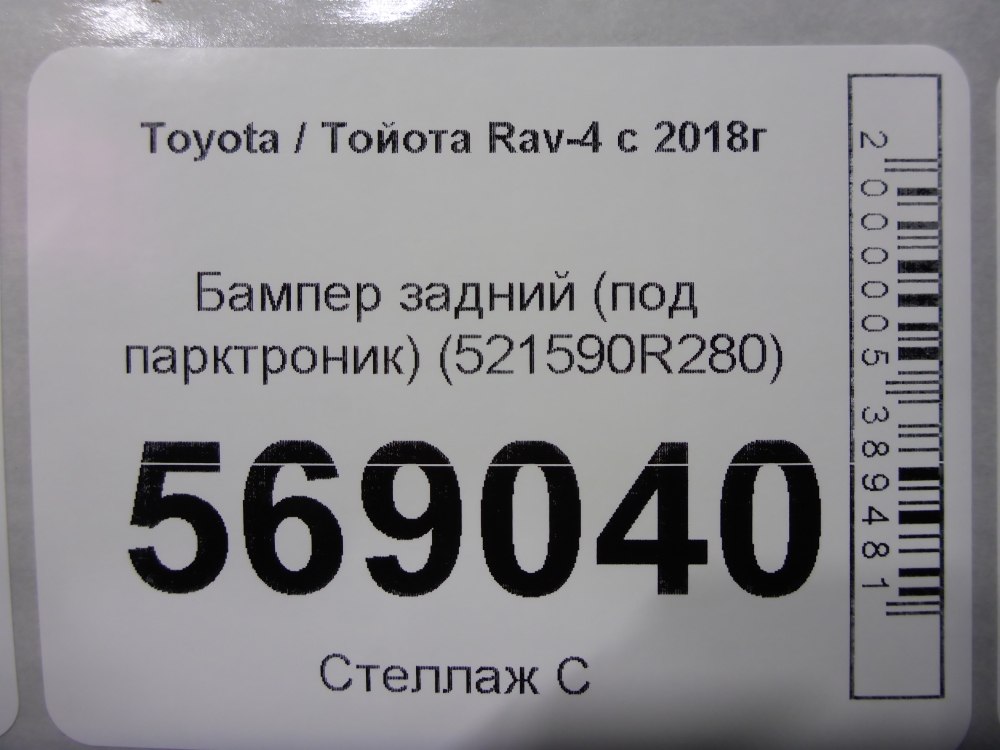 Toyota / Тойота Rav-4 с 2018г
Бампер задний (под
парктроник) (521590R280)
569040
Стеллаж С
2000005389481